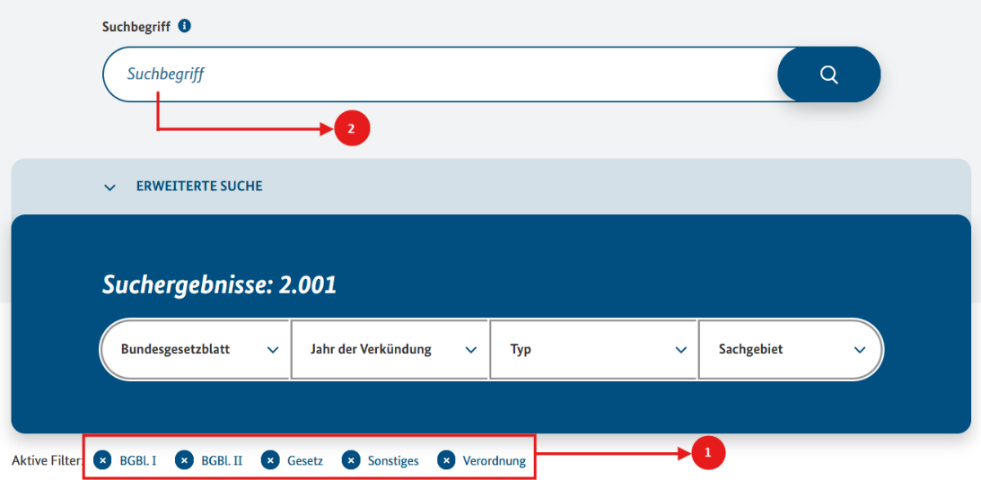 Suchbegriff
Suchbegriff
2
ERWEITERTE SUCHE
Suchergebnisse: 2.001
Bundesgesetzblatt Jahr der Verkündung Typ Sachgebiet
Aktive Filter: BGBl. I BGBl. II Gesetz Sonstiges Verordnung 1